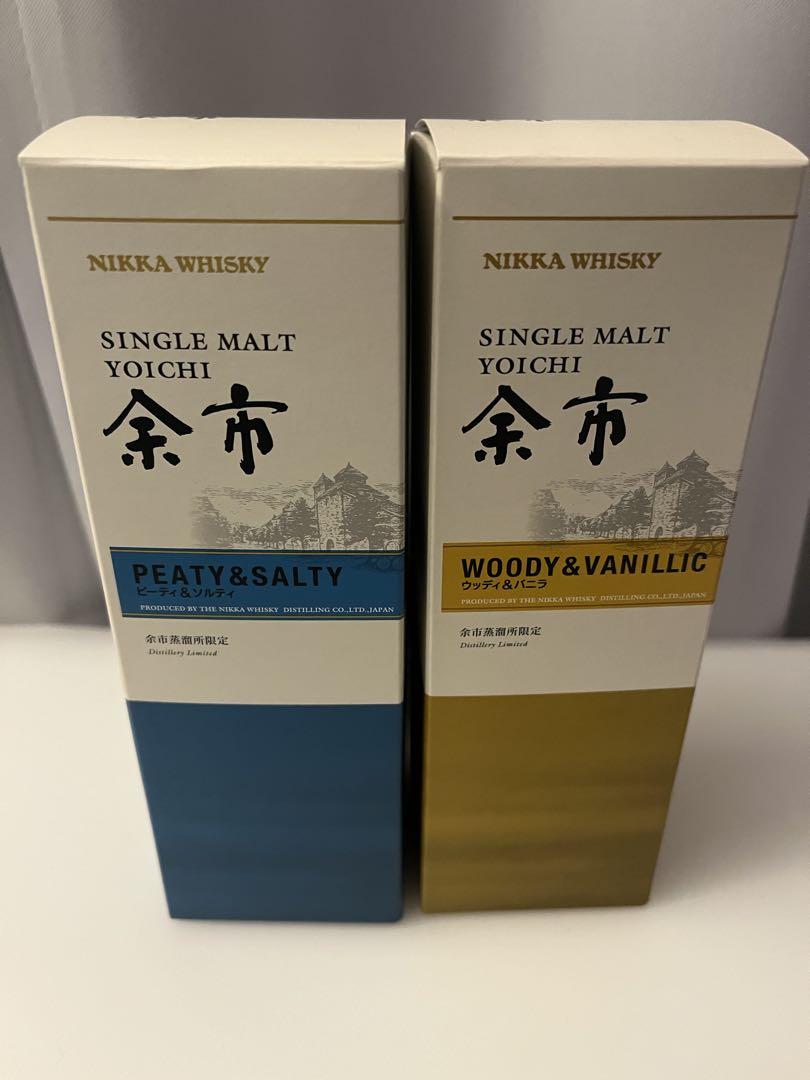 NIKKA WHISKY
SINGLE MALT
YOICHI
余市
PEATY&SALTY
ピーティ&ソルティ
PRODUCED BY THE NIKKA WHISKY DISTILLING CO.,LTD.,JAPAN
余市蒸溜所限定
Distillery Limited
NIKKA WHISKY
SINGLE MALT
YOICHI
余市
WOODY&VANILLIC
ウッディ&バニラ
PRODUCED BY THE NIKKA WHISKY DISTILLING CO.,LTD.,JAPAN
余市蒸溜所限定
Distillery Limited